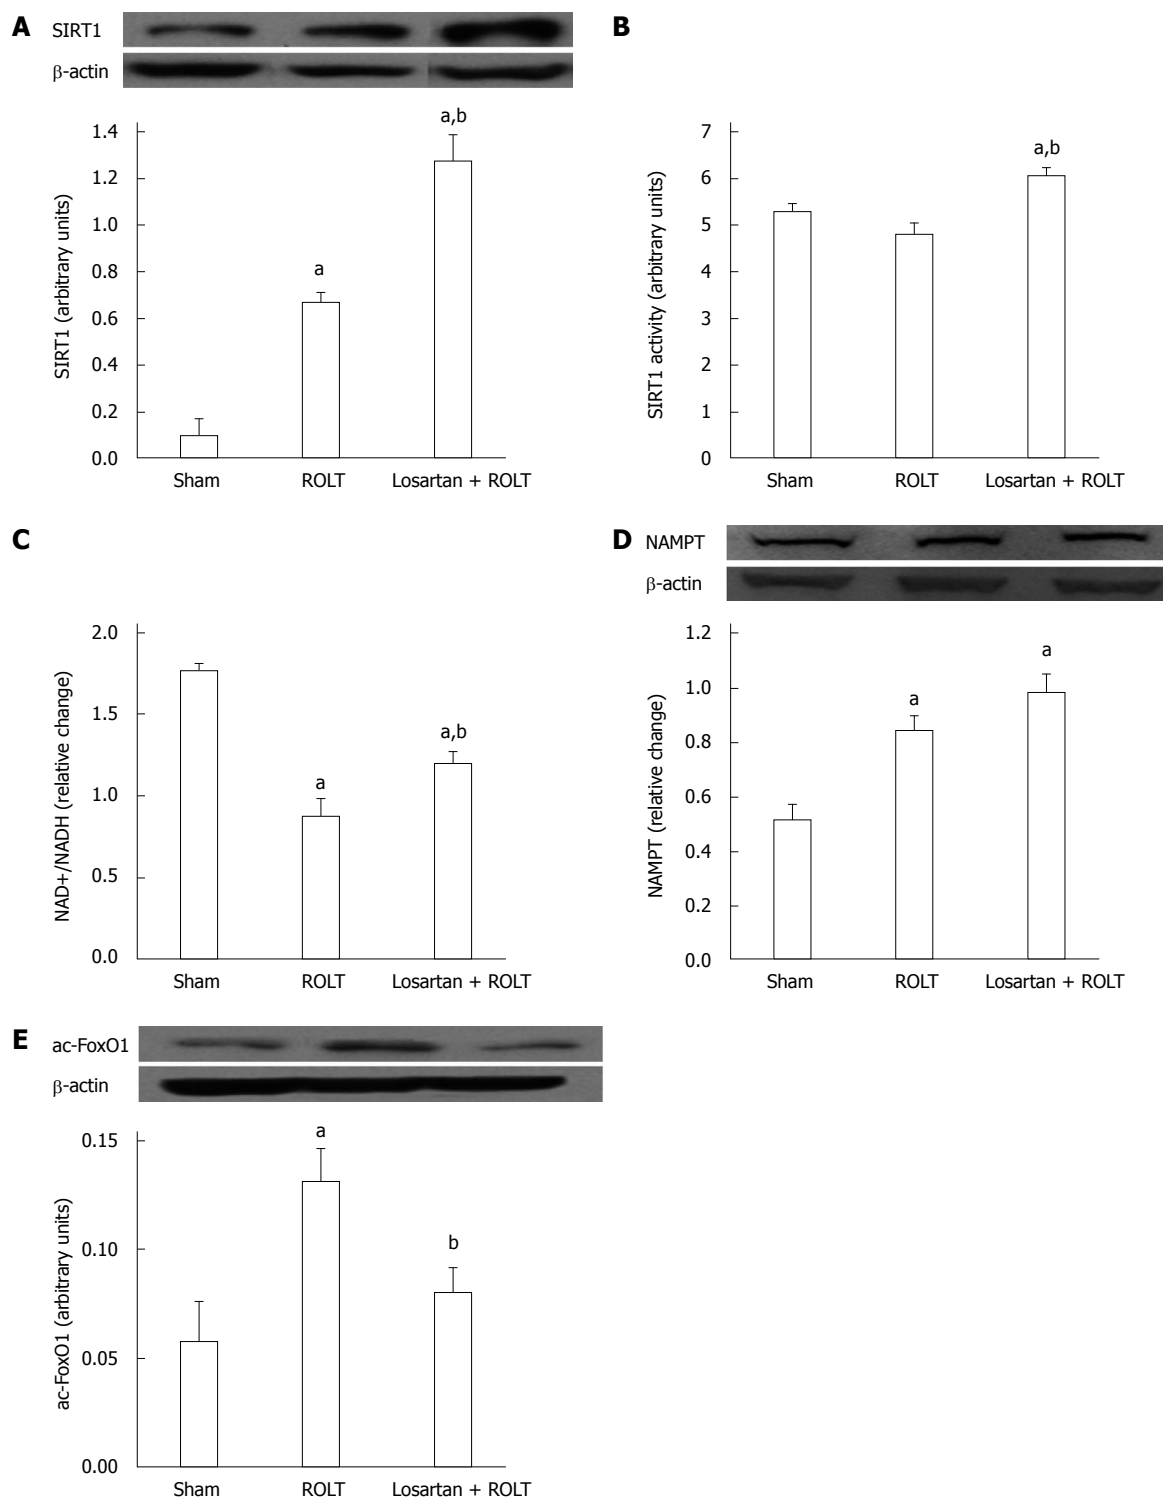 A
SIRT1
β-actin
SIRT1 (arbitrary units)
1.4
1.2
1.0
0.8
0.6
0.4
0.2
0.0
a
a,b
Sham ROLT Losartan + ROLT
B
SIRT1 activity (arbitrary units)
7
6
5
4
3
2
1
0
a,b
Sham ROLT Losartan + ROLT
C
NAD+/NADH (relative change)
2.0
1.5
1.0
0.5
0.0
a
a,b
Sham ROLT Losartan + ROLT
D
NAMPT
β-actin
NAMPT (relative change)
1.2
1.0
0.8
0.6
0.4
0.2
0.0
a
a
Sham ROLT Losartan + ROLT
E
ac-FoxO1
β-actin
ac-FoxO1 (arbitrary units)
0.15
0.10
0.05
0.00
a
b
Sham ROLT Losartan + ROLT